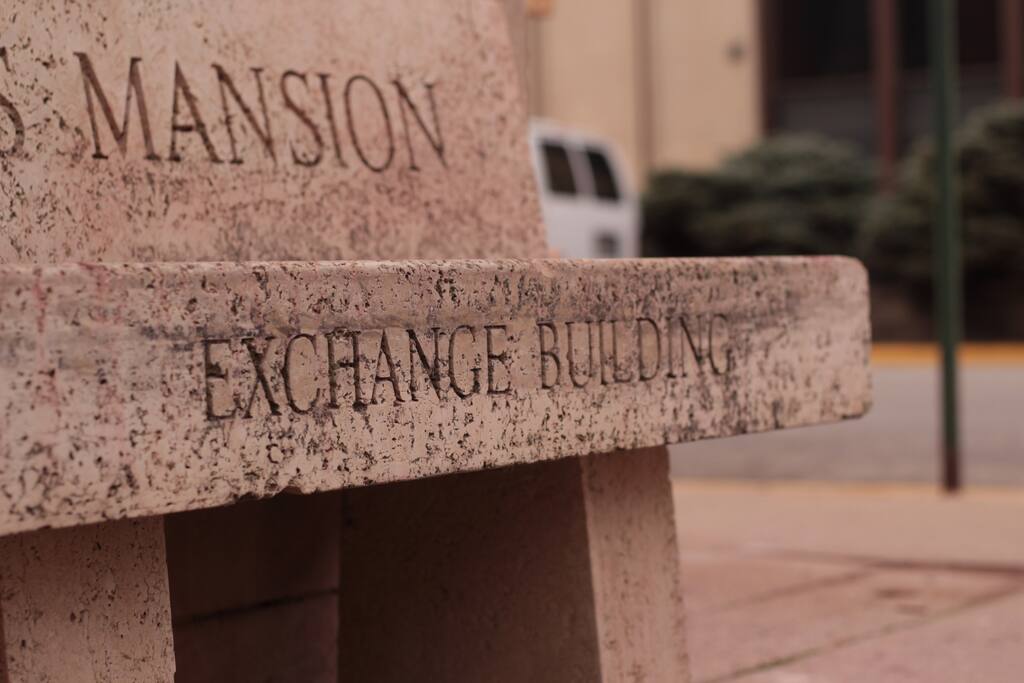 S MANSION
EXCHANGE BUILDING